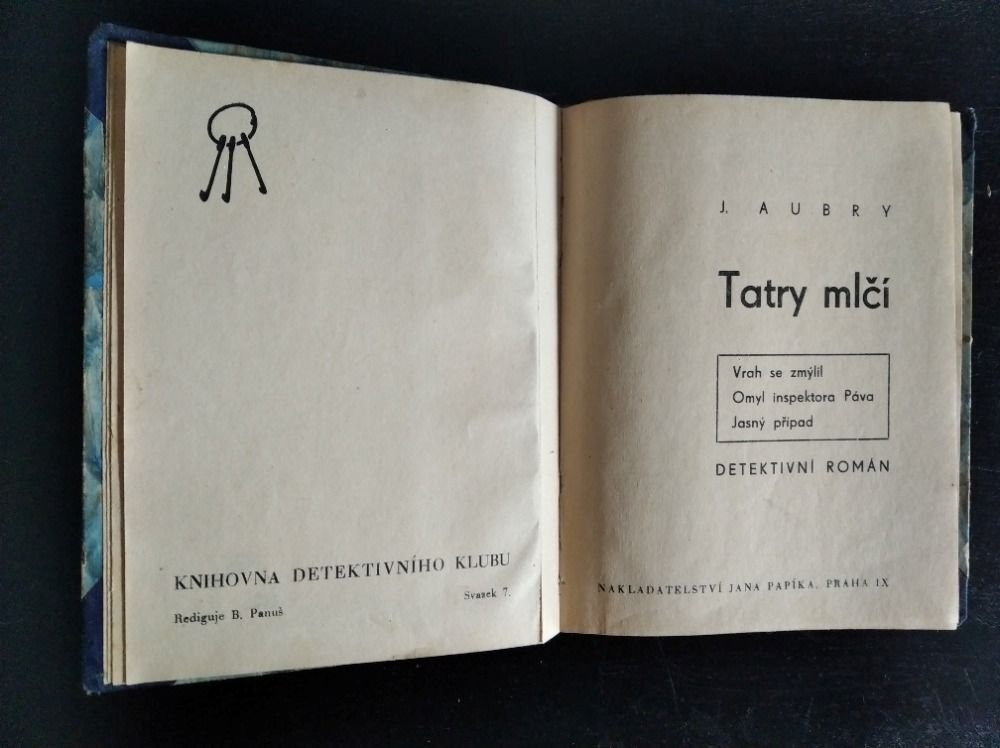 KNIHOVNA DETEKTIVNÍHO KLUBU
Rediguje B. Panuš
Svazek 7.
J. AUBRY
Tatry mlčí
Vrah se zmýlil
Omyl inspektora Páva
Jasný případ
DETEKTIVNÍ ROMÁN
NAKLADATELSTVÍ JANA PAPÍKA, PRAHA IX